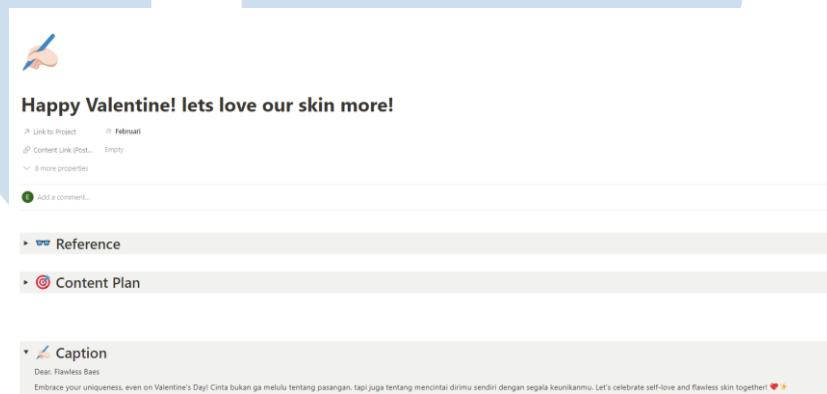 Happy Valentine! lets love our skin more!
Link to Project Februari
Content Link (Post... Empty
8 more properties
E Add a comment...
Reference
Content Plan
Caption
Dear, Flawless Baes
Embrace your uniqueness, even on Valentine's Day! Cinta bukan ga melulu tentang pasangan, tapi juga tentang mencintai dirimu sendiri dengan segala keunikanmu. Let's celebrate self-love and flawless skin together!